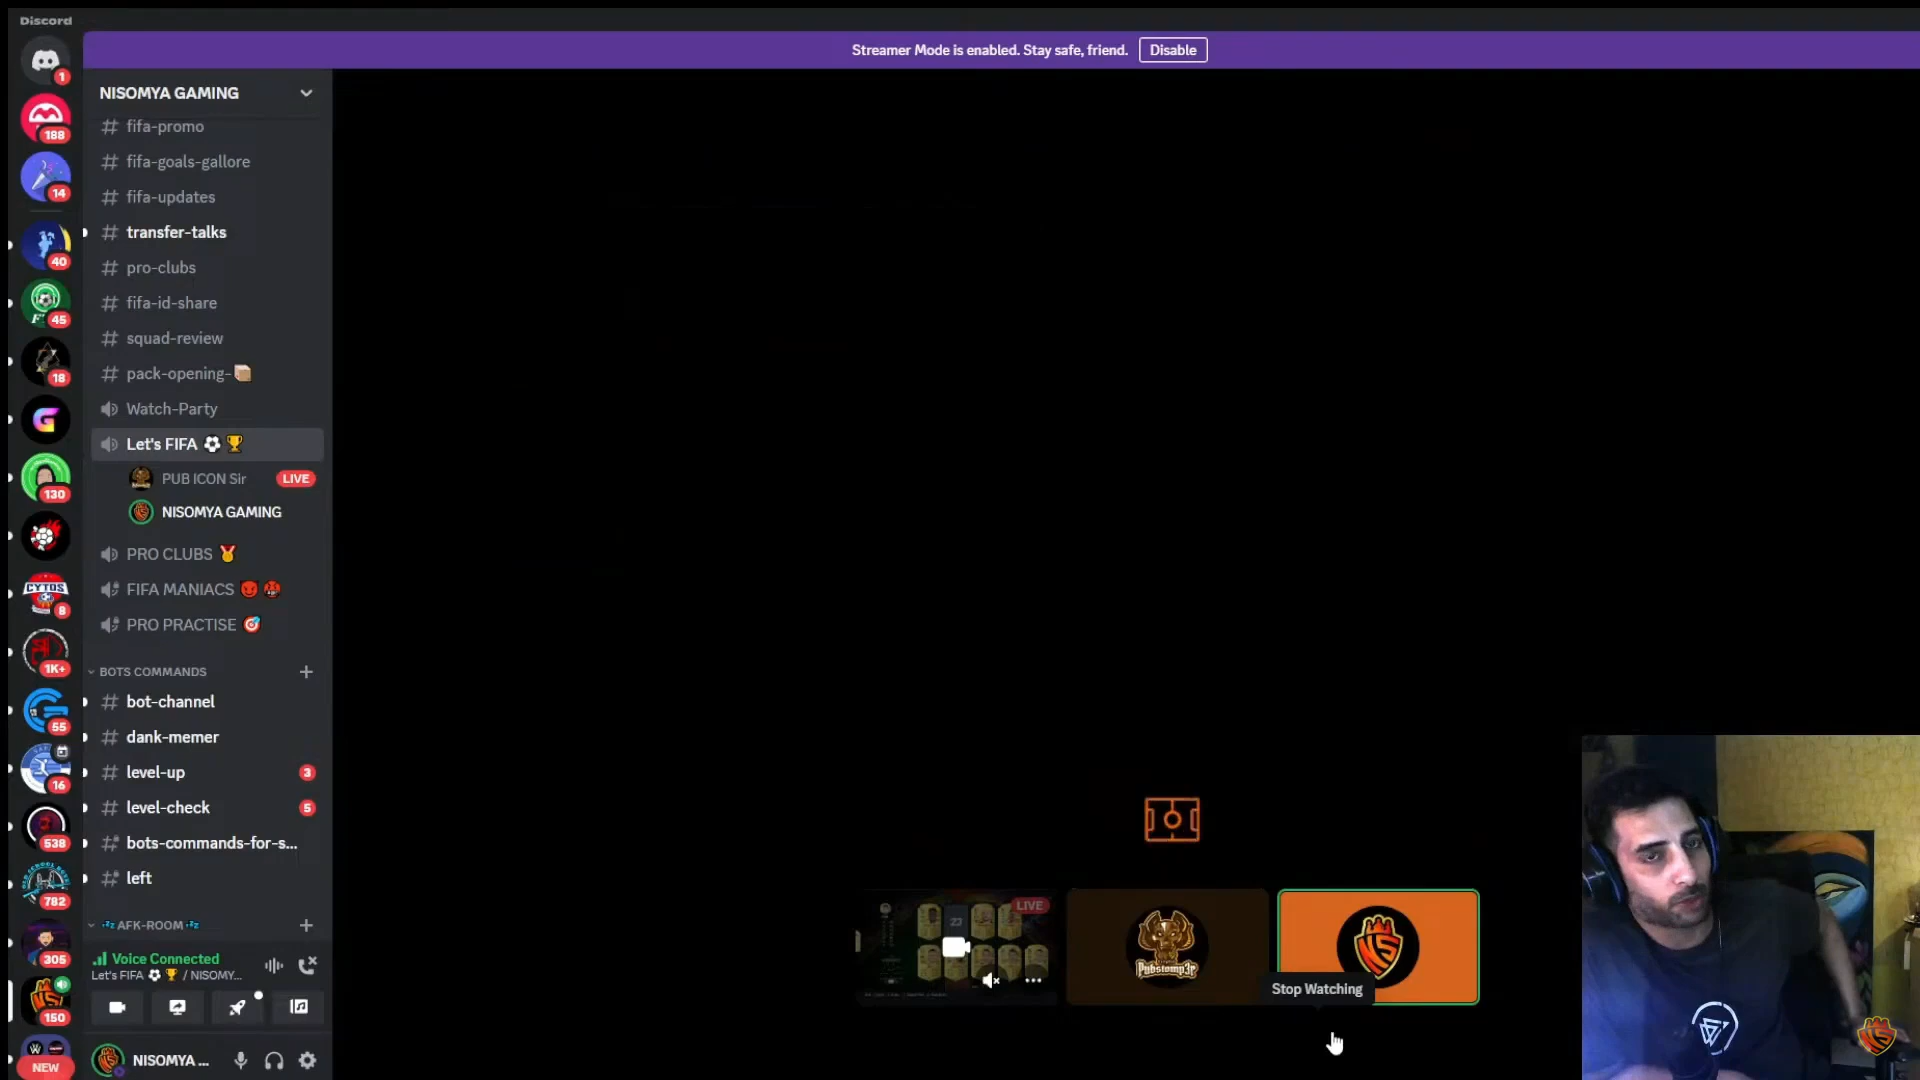 Discord
Streamer Mode is enabled. Stay safe, friend.
Disable
NISOMYA GAMING
fifa-promo
fifa-goals-gallore
fifa-updates
transfer-talks
pro-clubs
fifa-id-share
squad-review
pack-opening-
Watch-Party
Let's FIFA
PUB ICON Sir LIVE
NISOMYA GAMING
PRO CLUBS
FIFA MANIACS
PRO PRACTISE
BOTS COMMANDS
bot-channel
dank-memer
level-up 3
level-check 5
bots-commands-for-s...
left
AFK-ROOM
Voice Connected
Let's FIFA / NISOMY...
NISOMYA ...
1
188
14
40
45
18
130
CYTOS
8
1K+
55
16
538
782
305
150
NEW
LIVE
23
Pubstomp3r
NS
Stop Watching